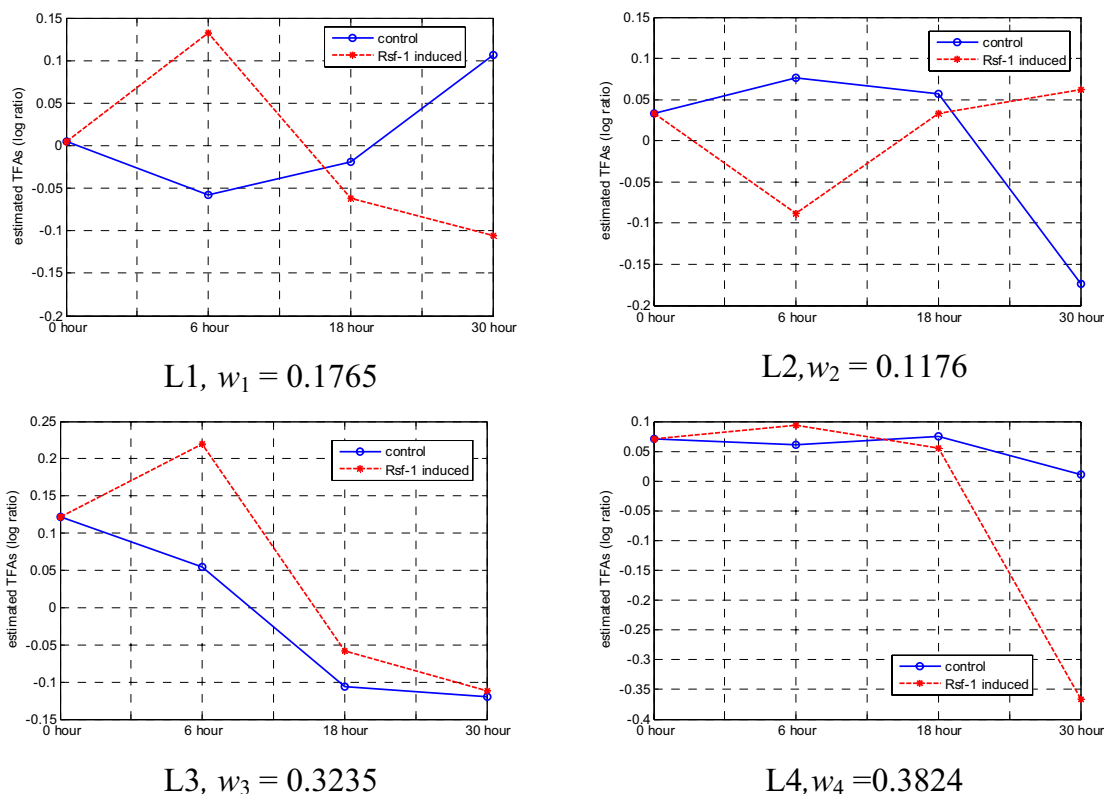 estimated TFAs (log ratio)
0.15
0.1
0.05
0
-0.05
-0.1
0.15
-0.2
0 hour 6 hour 18 hour 30 hour
control
Rsf-1 induced
L1, w1 = 0.1765
estimated TFAs (log ratio)
0.15
0.1
0.05
0
-0.05
-0.1
-0.15
-0.2
0 hour 6 hour 18 hour 30 hour
control
Rsf-1 induced
L2,w2 = 0.1176
estimated TFAs (log ratio)
0.25
0.2
0.15
0.1
0.05
0
-0.05
-0.1
-0.15
0 hour 6 hour 18 hour 30 hour
control
Rsf-1 induced
L3, w3 = 0.3235
estimated TFAs (log ratio)
0.1
0.05
0
-0.05
-0.1
-0.15
-0.2
-0.25
-0.3
-0.35
-0.4
0 hour 6 hour 18 hour 30 hour
control
Rsf-1 induced
L4,w4 =0.3824